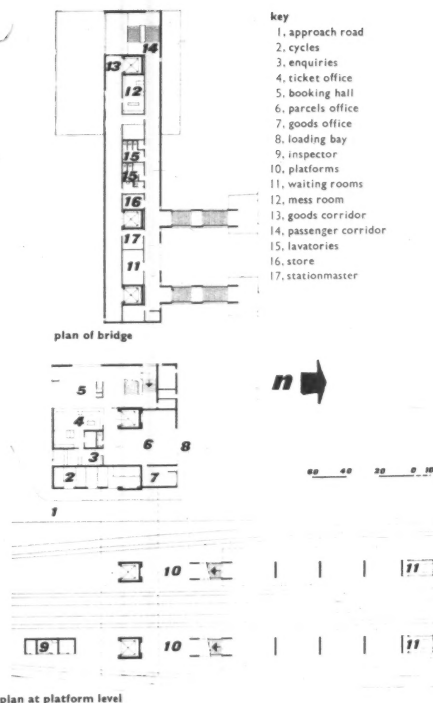 key
1, approach road
2, cycles
3, enquiries
4, ticket office
5, booking hall
6, parcels office
7, goods office
8, loading bay
9, inspector
10, platforms
11, waiting rooms
12, mess room
13, goods corridor
14, passenger corridor
15, lavatories
16, store
17, stationmaster
14
13
12
15
15
16
17
11
plan of bridge
n
5
4
6
8
3
2
7
60 40 20 0 10
1
10
11
9
10
11
plan at platform level